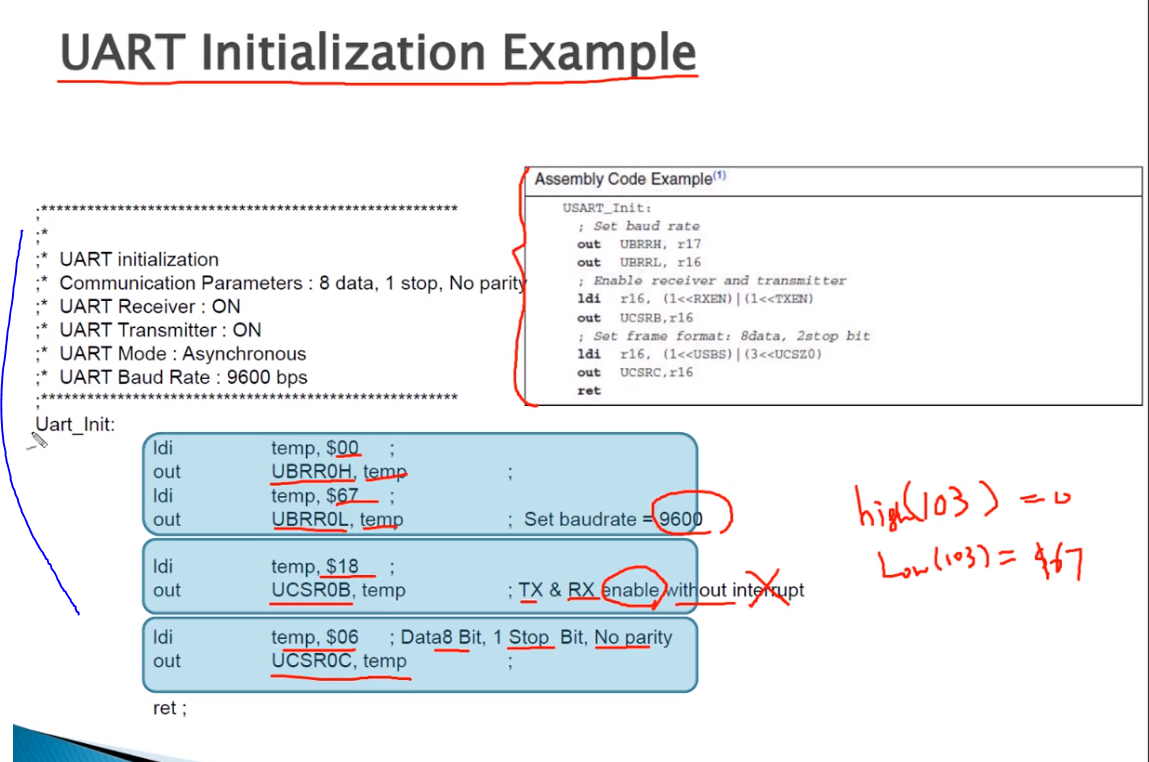 UART Initialization Example
;******************************************************
;*
;* UART initialization
;* Communication Parameters : 8 data, 1 stop, No parity
;* UART Receiver : ON
;* UART Transmitter : ON
;* UART Mode : Asynchronous
;* UART Baud Rate : 9600 bps
;******************************************************
Uart_Init:
ldi temp, $00 ;
out UBRR0H, temp ;
ldi temp, $67 ;
out UBRR0L, temp ; Set baudrate = 9600
ldi temp, $18 ;
out UCSR0B, temp ; TX & RX enable without interrupt
ldi temp, $06 ; Data8 Bit, 1 Stop Bit, No parity
out UCSR0C, temp ;
ret ;
Assembly Code Example(1)
USART_Init:
; Set baud rate
out UBRRH, r17
out UBRRL, r16
; Enable receiver and transmitter
ldi r16, (1<<RXEN)|(1<<TXEN)
out UCSRB,r16
; Set frame format: 8data, 2stop bit
ldi r16, (1<<USBS)|(3<<UCSZ0)
out UCSRC,r16
ret
high(103) = 0
Low(103) = $67